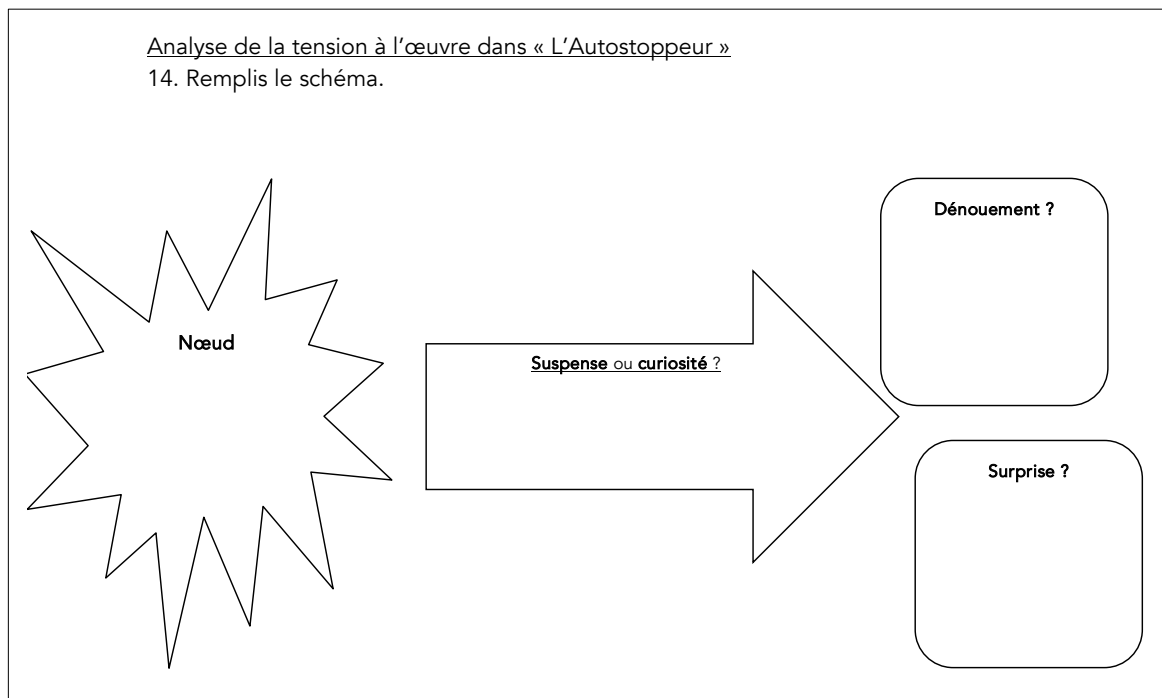 Analyse de la tension à l’œuvre dans « L’Autostoppeur »
14. Remplis le schéma.
Nœud
Suspense ou curiosité ?
Dénouement ?
Surprise ?